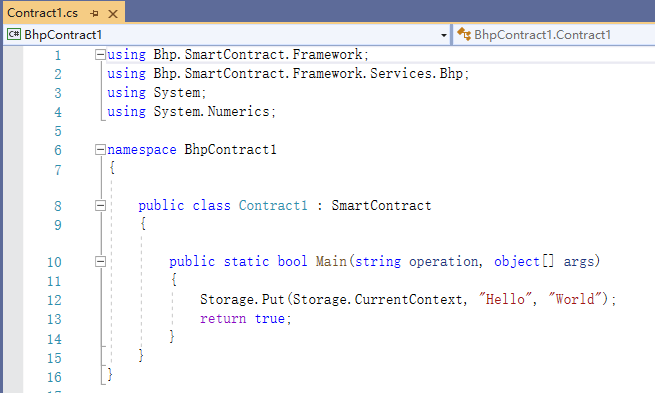 Contract1.cs
C# BhpContract1 BhpContract1.Contract1
1 using Bhp.SmartContract.Framework;
2 using Bhp.SmartContract.Framework.Services.Bhp;
3 using System;
4 using System.Numerics;
5
6 namespace BhpContract1
7 {
8 public class Contract1 : SmartContract
9 {
10 public static bool Main(string operation, object[] args)
11 {
12 Storage.Put(Storage.CurrentContext, "Hello", "World");
13 return true;
14 }
15 }
16 }